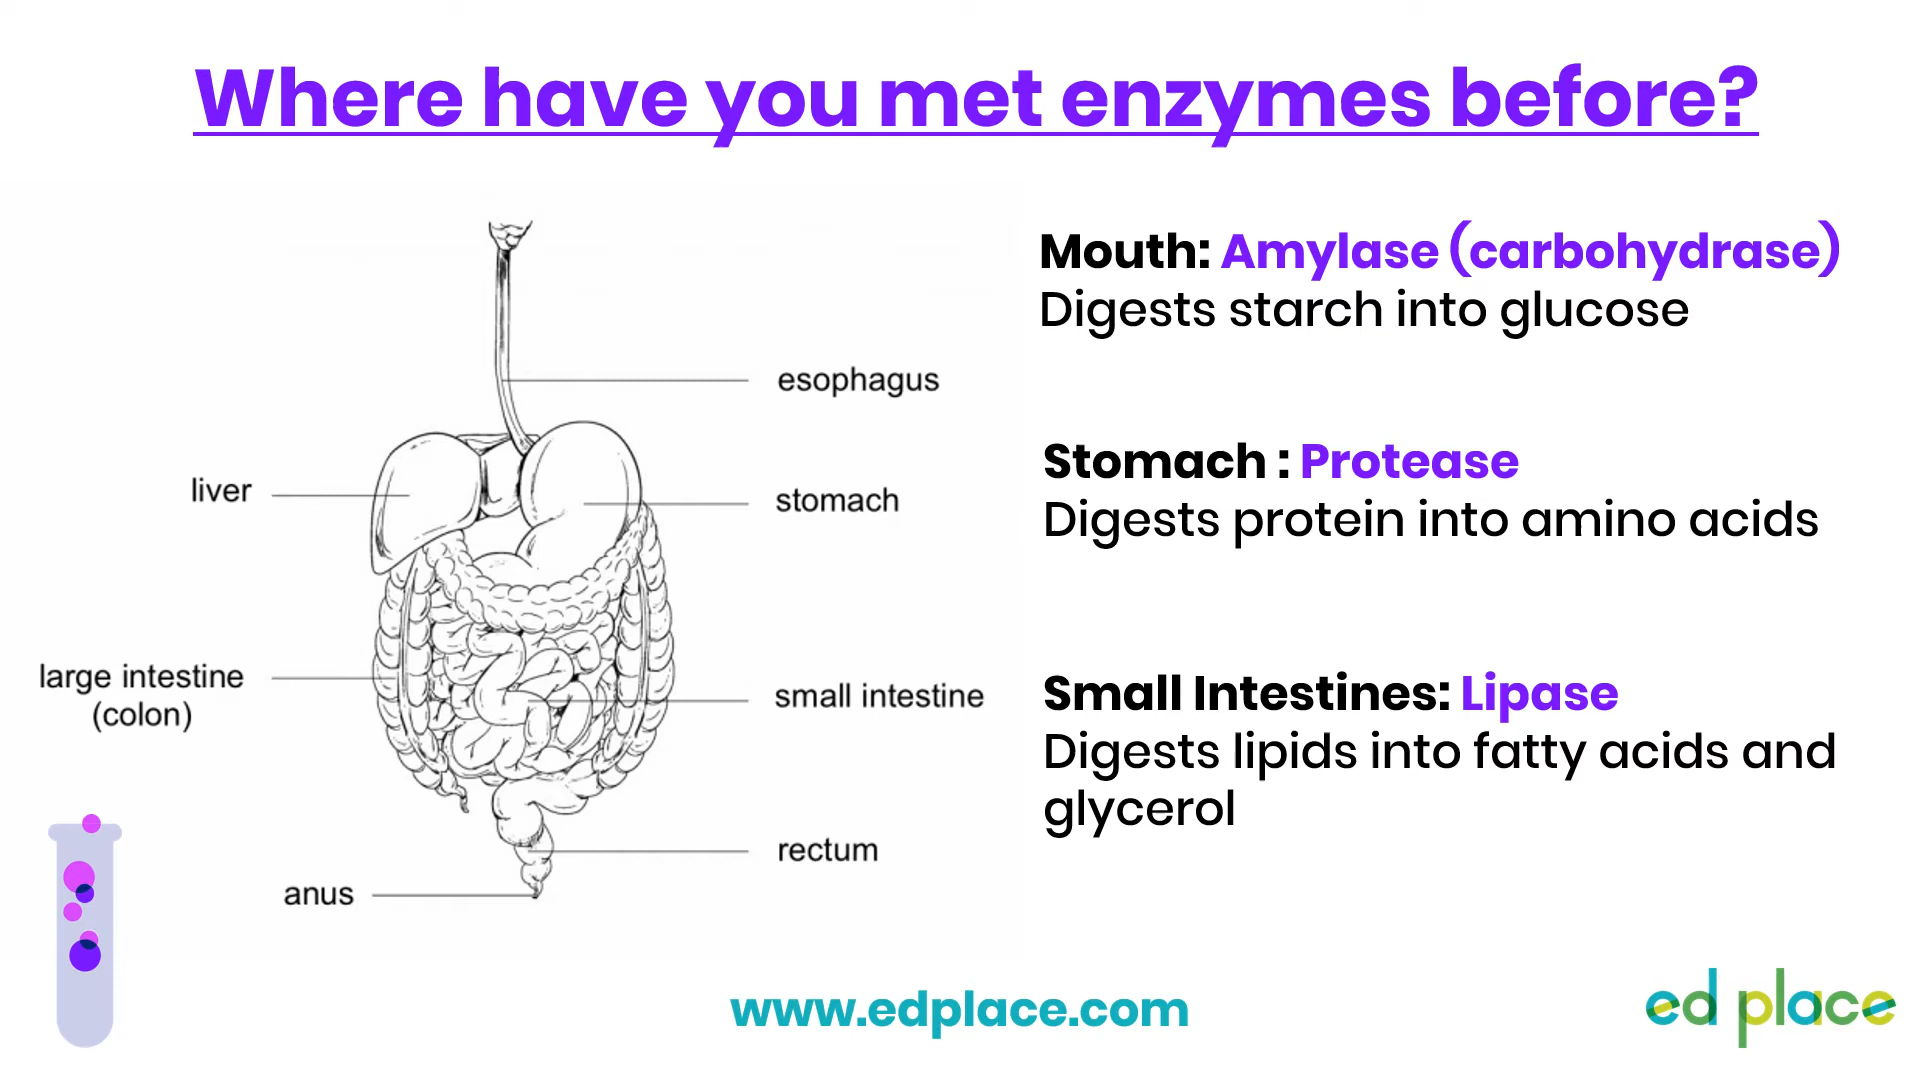 Where have you met enzymes before?
esophagus
liver
stomach
large intestine
(colon)
small intestine
rectum
anus
Mouth: Amylase (carbohydrase)
Digests starch into glucose
Stomach : Protease
Digests protein into amino acids
Small Intestines: Lipase
Digests lipids into fatty acids and
glycerol
www.edplace.com
ed place